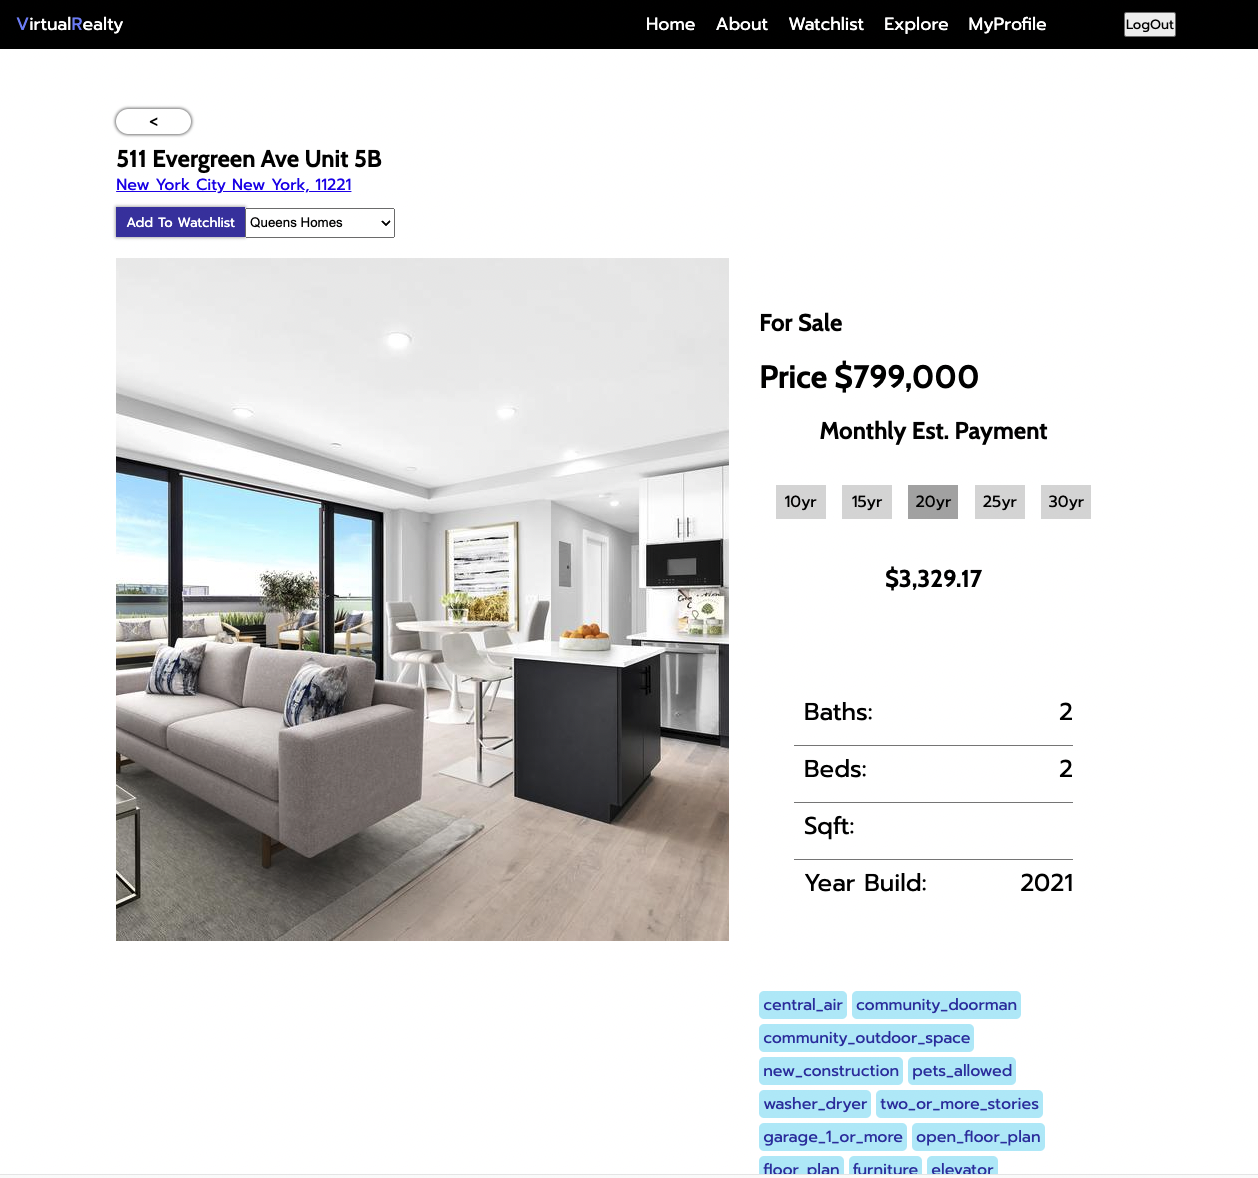 VirtualRealty Home About Watchlist Explore MyProfile LogOut
<
511 Evergreen Ave Unit 5B
New York City New York, 11221
Add To Watchlist Queens Homes
For Sale
Price $799,000
Monthly Est. Payment
10yr 15yr 20yr 25yr 30yr
$3,329.17
Baths: 2
Beds: 2
Sqft:
Year Build: 2021
central_air community_doorman
community_outdoor_space
new_construction pets_allowed
washer_dryer two_or_more_stories
garage_1_or_more open_floor_plan
floor_plan furniture elevator